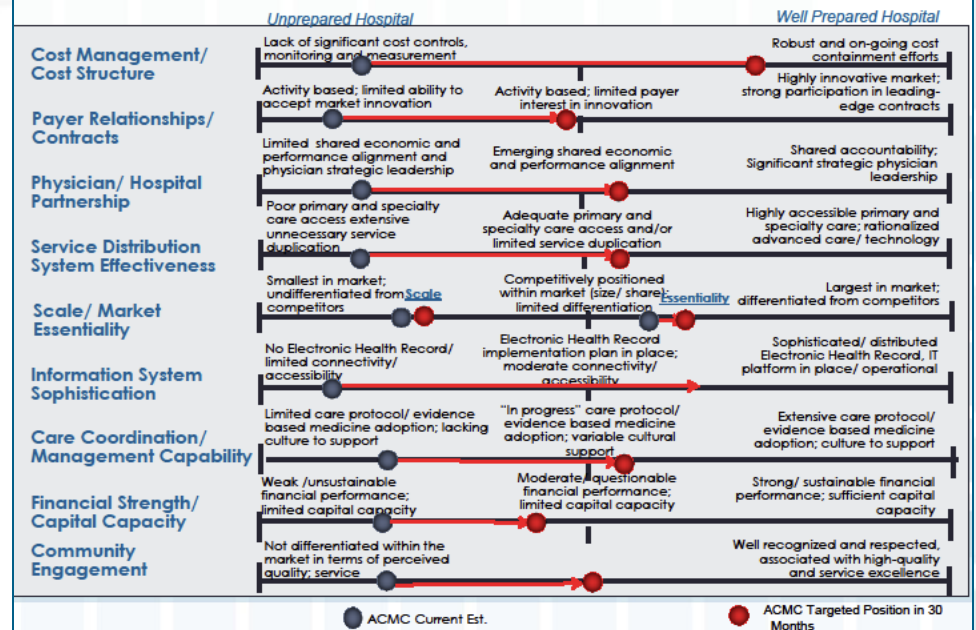 Unprepared Hospital
Well Prepared Hospital
Cost Management/
Cost Structure
Lack of significant cost controls,
monitoring and measurement
Robust and on-going cost
containment efforts
Payer Relationships/
Contracts
Activity based; limited ability to
accept market innovation
Activity based; limited payer
interest in innovation
Highly innovative market;
strong participation in leading-
edge contracts
Physician/ Hospital
Partnership
Limited shared economic and
performance alignment and
physician strategic leadership
Emerging shared economic
and performance alignment
Shared accountability;
Significant strategic physician
leadership
Service Distribution
System Effectiveness
Poor primary and specialty
care access extensive
unnecessary service
duplication
Adequate primary and
specialty care access and/or
limited service duplication
Highly accessible primary and
specialty care; rationalized
advanced care/ technology
Scale/ Market
Essentiality
Smallest in market;
undifferentiated from
competitors
Scale
Competitively positioned
within market (size/ share);
limited differentiation
Essentiality
Largest in market;
differentiated from competitors
Information System
Sophistication
No Electronic Health Record/
limited connectivity/
accessibility
Electronic Health Record
implementation plan in place;
moderate connectivity/
accessibility
Sophisticated/ distributed
Electronic Health Record, IT
platform in place/ operational
Care Coordination/
Management Capability
Limited care protocol/ evidence
based medicine adoption; lacking
culture to support
"In progress" care protocol/
evidence based medicine
adoption; variable cultural
support
Extensive care protocol/
evidence based medicine
adoption; culture to support
Financial Strength/
Capital Capacity
Weak /unsustainable
financial performance;
limited capital capacity
Moderate/ questionable
financial performance;
limited capital capacity
Strong/ sustainable financial
performance; sufficient capital
capacity
Community
Engagement
Not differentiated within the
market in terms of perceived
quality; service
Well recognized and respected,
associated with high-quality
and service excellence
ACMC Current Est.
ACMC Targeted Position in 30
Months